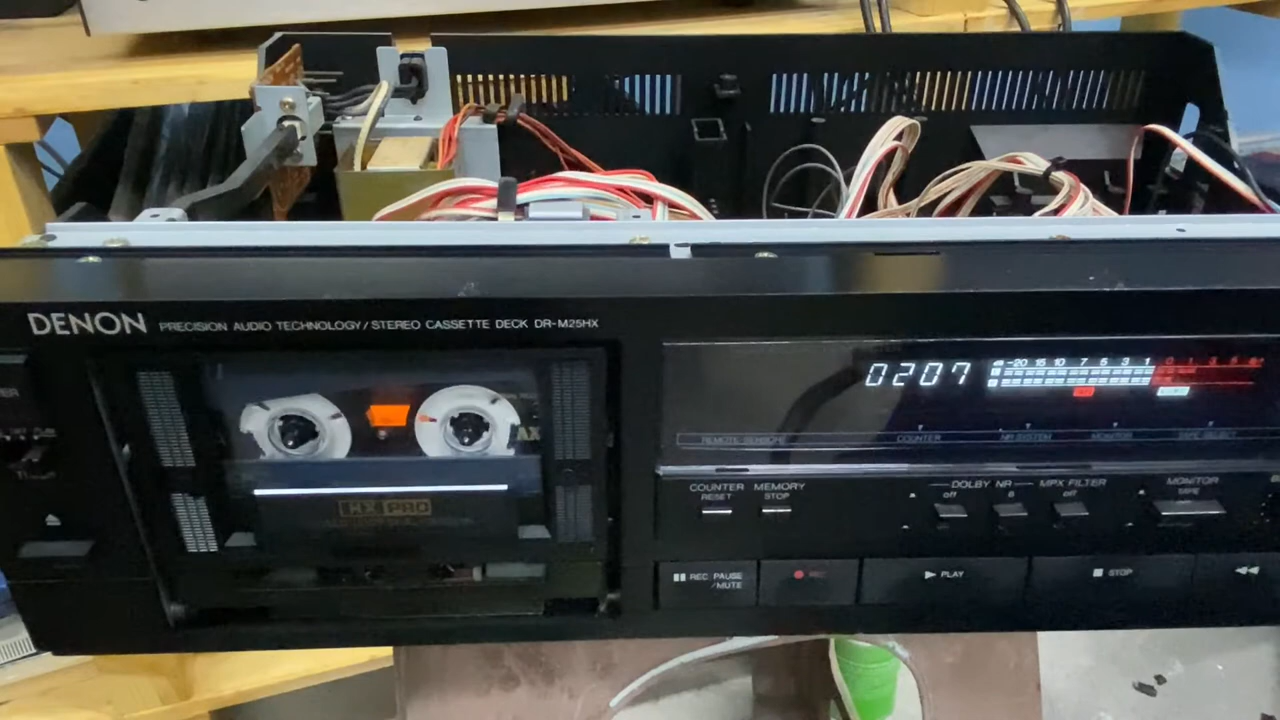 DENON PRECISION AUDIO TECHNOLOGY/STEREO CASSETTE DECK DR-M25HX
0207
-20 15 10 7 5 3 1 0 1 3
REMOTE SENSOR
COUNTER
NR SYSTEM
MONITOR
TAPE SELECT
HX PRO
COUNTER
RESET
MEMORY
STOP
DOLBY NR
off
B
MPX FILTER
off
MONITOR
TAPE
REC PAUSE
/MUTE
REC
PLAY
STOP